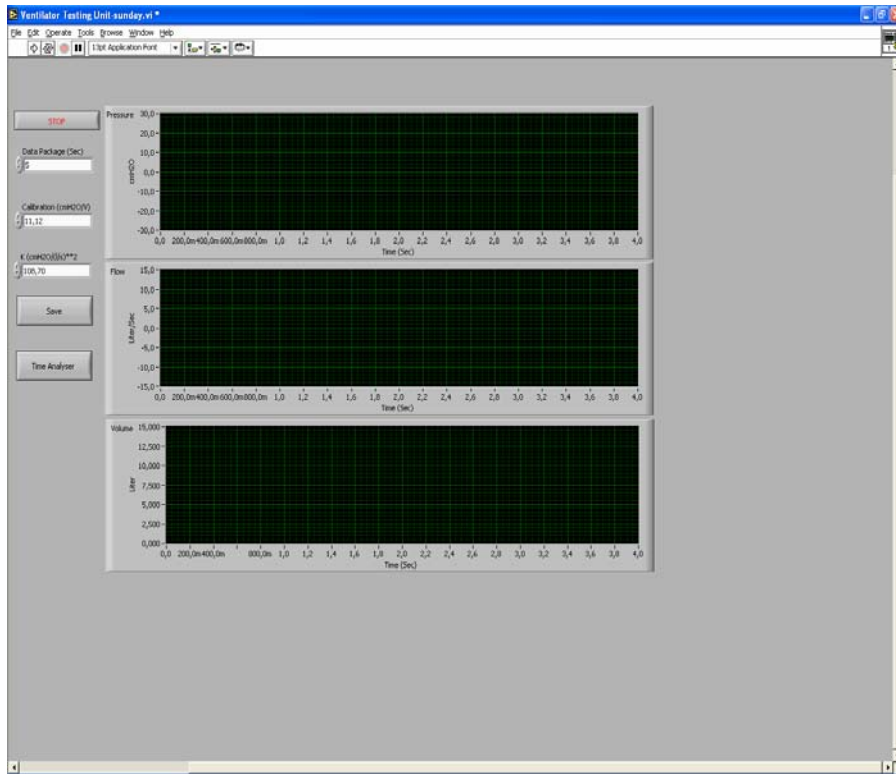 Ventilator Testing Unit-sunday.vi *
File Edit Operate Tools Browse Window Help
13pt Application Font
STOP
Data Package (Sec)
5
Calibration (cmH2O/V)
11,12
K (cmH2O/(l/s)**2
108,70
Save
Time Analyser
Pressure
cmH2O
30,0
20,0
10,0
0,0
-10,0
-20,0
-30,0
0,0 200,0m 400,0m 600,0m 800,0m 1,0 1,2 1,4 1,6 1,8 2,0 2,2 2,4 2,6 2,8 3,0 3,2 3,4 3,6 3,8 4,0
Time (Sec)
Flow
Liter/Sec
15,0
10,0
5,0
0,0
-5,0
-10,0
-15,0
0,0 200,0m 400,0m 600,0m 800,0m 1,0 1,2 1,4 1,6 1,8 2,0 2,2 2,4 2,6 2,8 3,0 3,2 3,4 3,6 3,8 4,0
Time (Sec)
Volume
Liter
15,000
12,500
10,000
7,500
5,000
2,500
0,000
0,0 200,0m 400,0m 800,0m 1,0 1,2 1,4 1,6 1,8 2,0 2,2 2,4 2,6 2,8 3,0 3,2 3,4 3,6 3,8 4,0
Time (Sec)